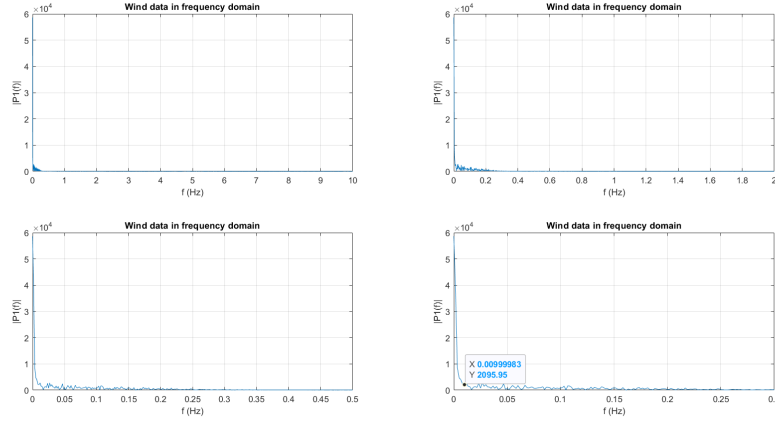 Wind data in frequency domain
×10⁴
6
5
4
3
2
1
0
|P1(f)|
0 1 2 3 4 5 6 7 8 9 10
f (Hz)
Wind data in frequency domain
×10⁴
6
5
4
3
2
1
0
|P1(f)|
0 0.2 0.4 0.6 0.8 1 1.2 1.4 1.6 1.8 2
f (Hz)
Wind data in frequency domain
×10⁴
6
5
4
3
2
1
0
|P1(f)|
0 0.05 0.1 0.15 0.2 0.25 0.3 0.35 0.4 0.45 0.5
f (Hz)
Wind data in frequency domain
×10⁴
6
5
4
3
2
1
0
|P1(f)|
X 0.00999983
Y 2095.95
0 0.05 0.1 0.15 0.2 0.25 0.
f (Hz)